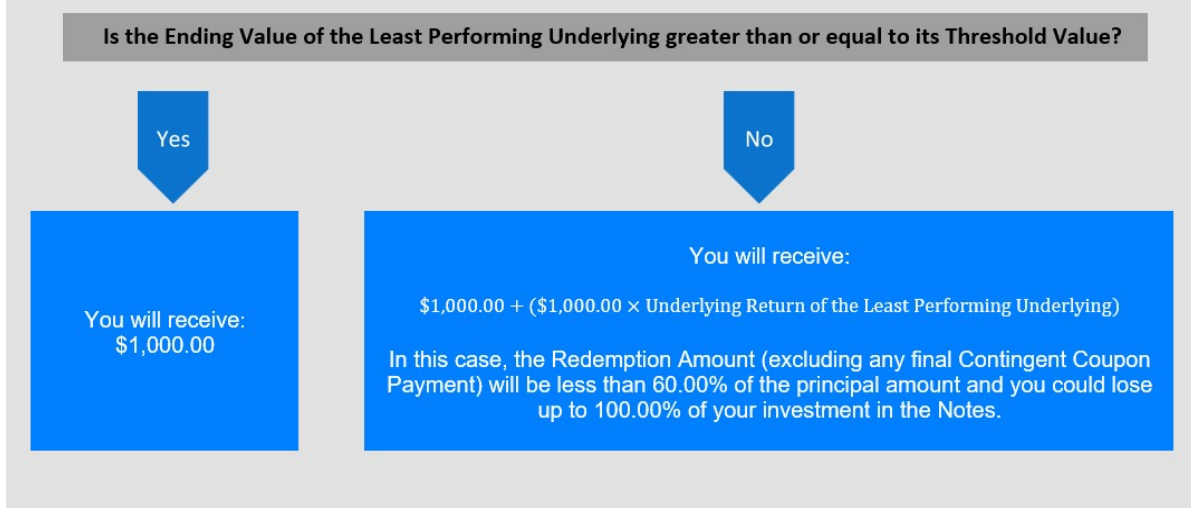 Is the Ending Value of the Least Performing Underlying greater than or equal to its Threshold Value?
Yes
No
You will receive:
$1,000.00
You will receive:
$1,000.00 + ($1,000.00 × Underlying Return of the Least Performing Underlying)
In this case, the Redemption Amount (excluding any final Contingent Coupon
Payment) will be less than 60.00% of the principal amount and you could lose
up to 100.00% of your investment in the Notes.